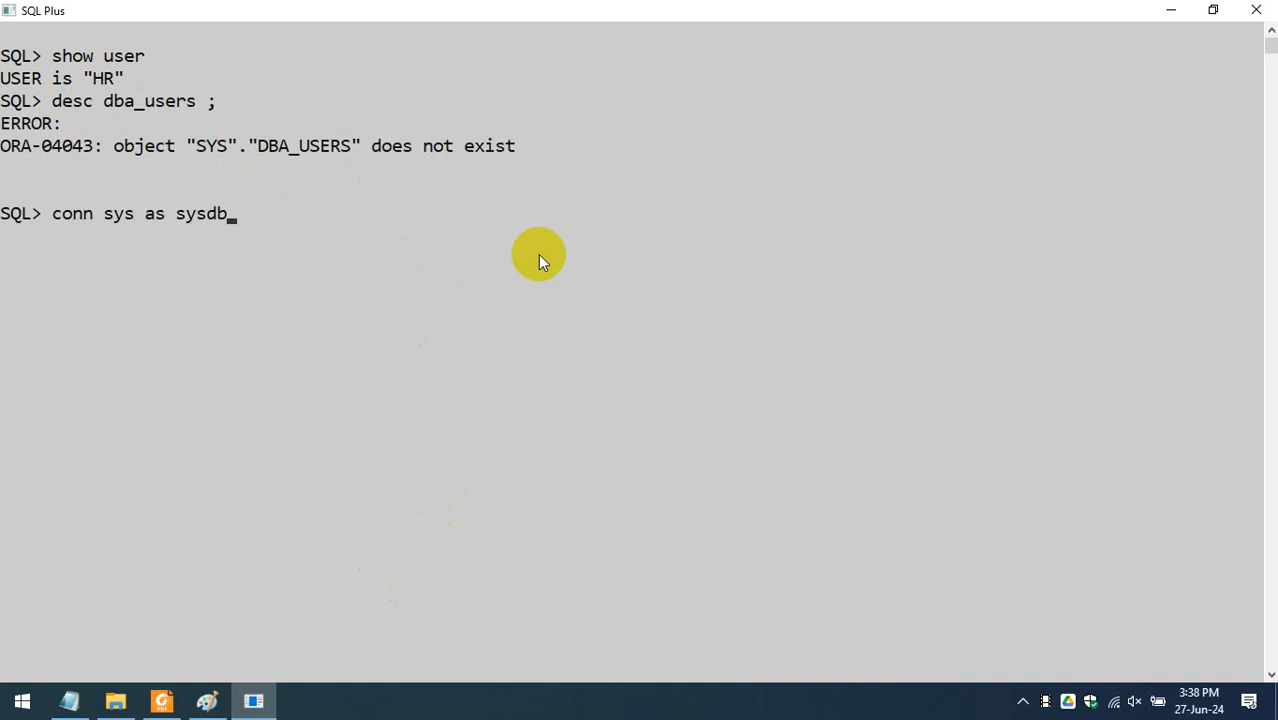 SQL Plus
SQL> show user
USER is "HR"
SQL> desc dba_users ;
ERROR:
ORA-04043: object "SYS"."DBA_USERS" does not exist
SQL> conn sys as sysdb
PDF
3:38 PM
27-Jun-24